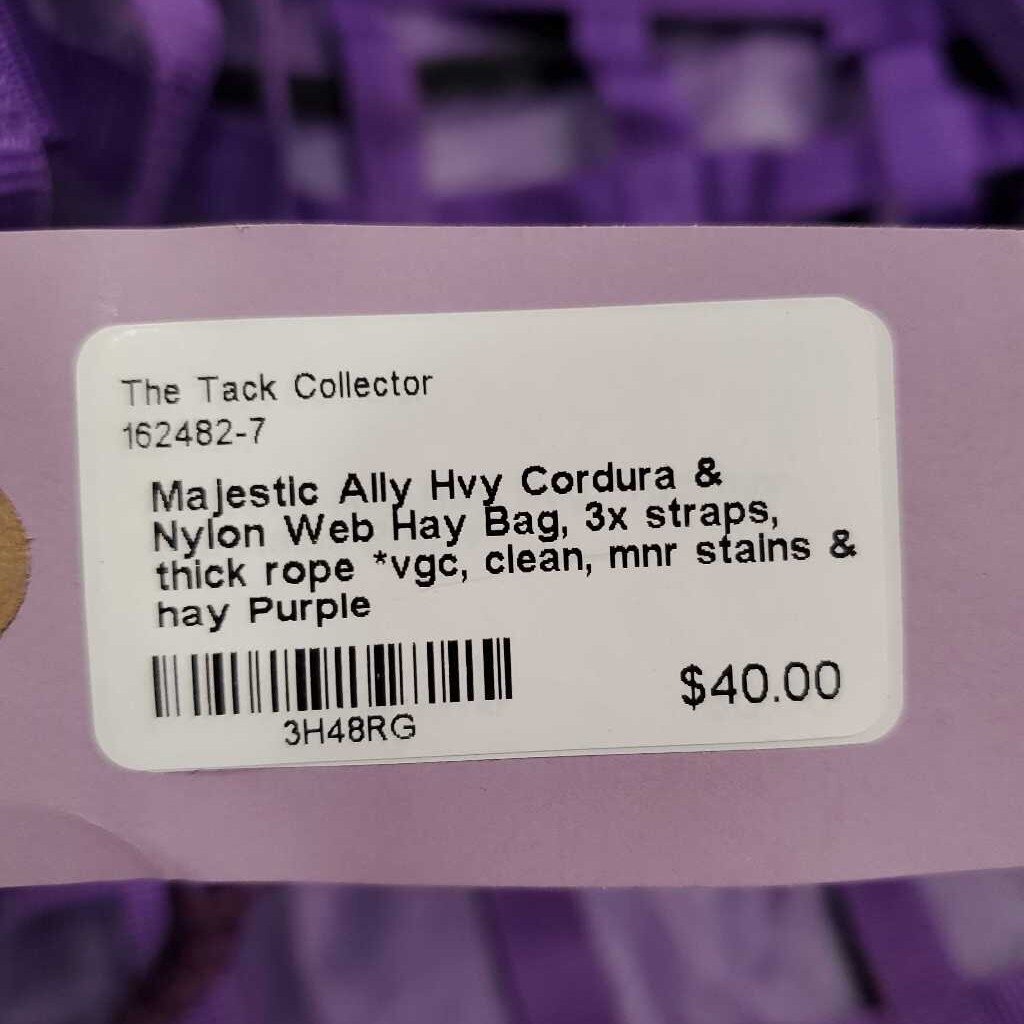 The Tack Collector
162482-7
Majestic Ally Hvy Cordura &
Nylon Web Hay Bag, 3x straps,
thick rope *vgc, clean, mnr stains &
hay Purple
3H48RG
$40.00